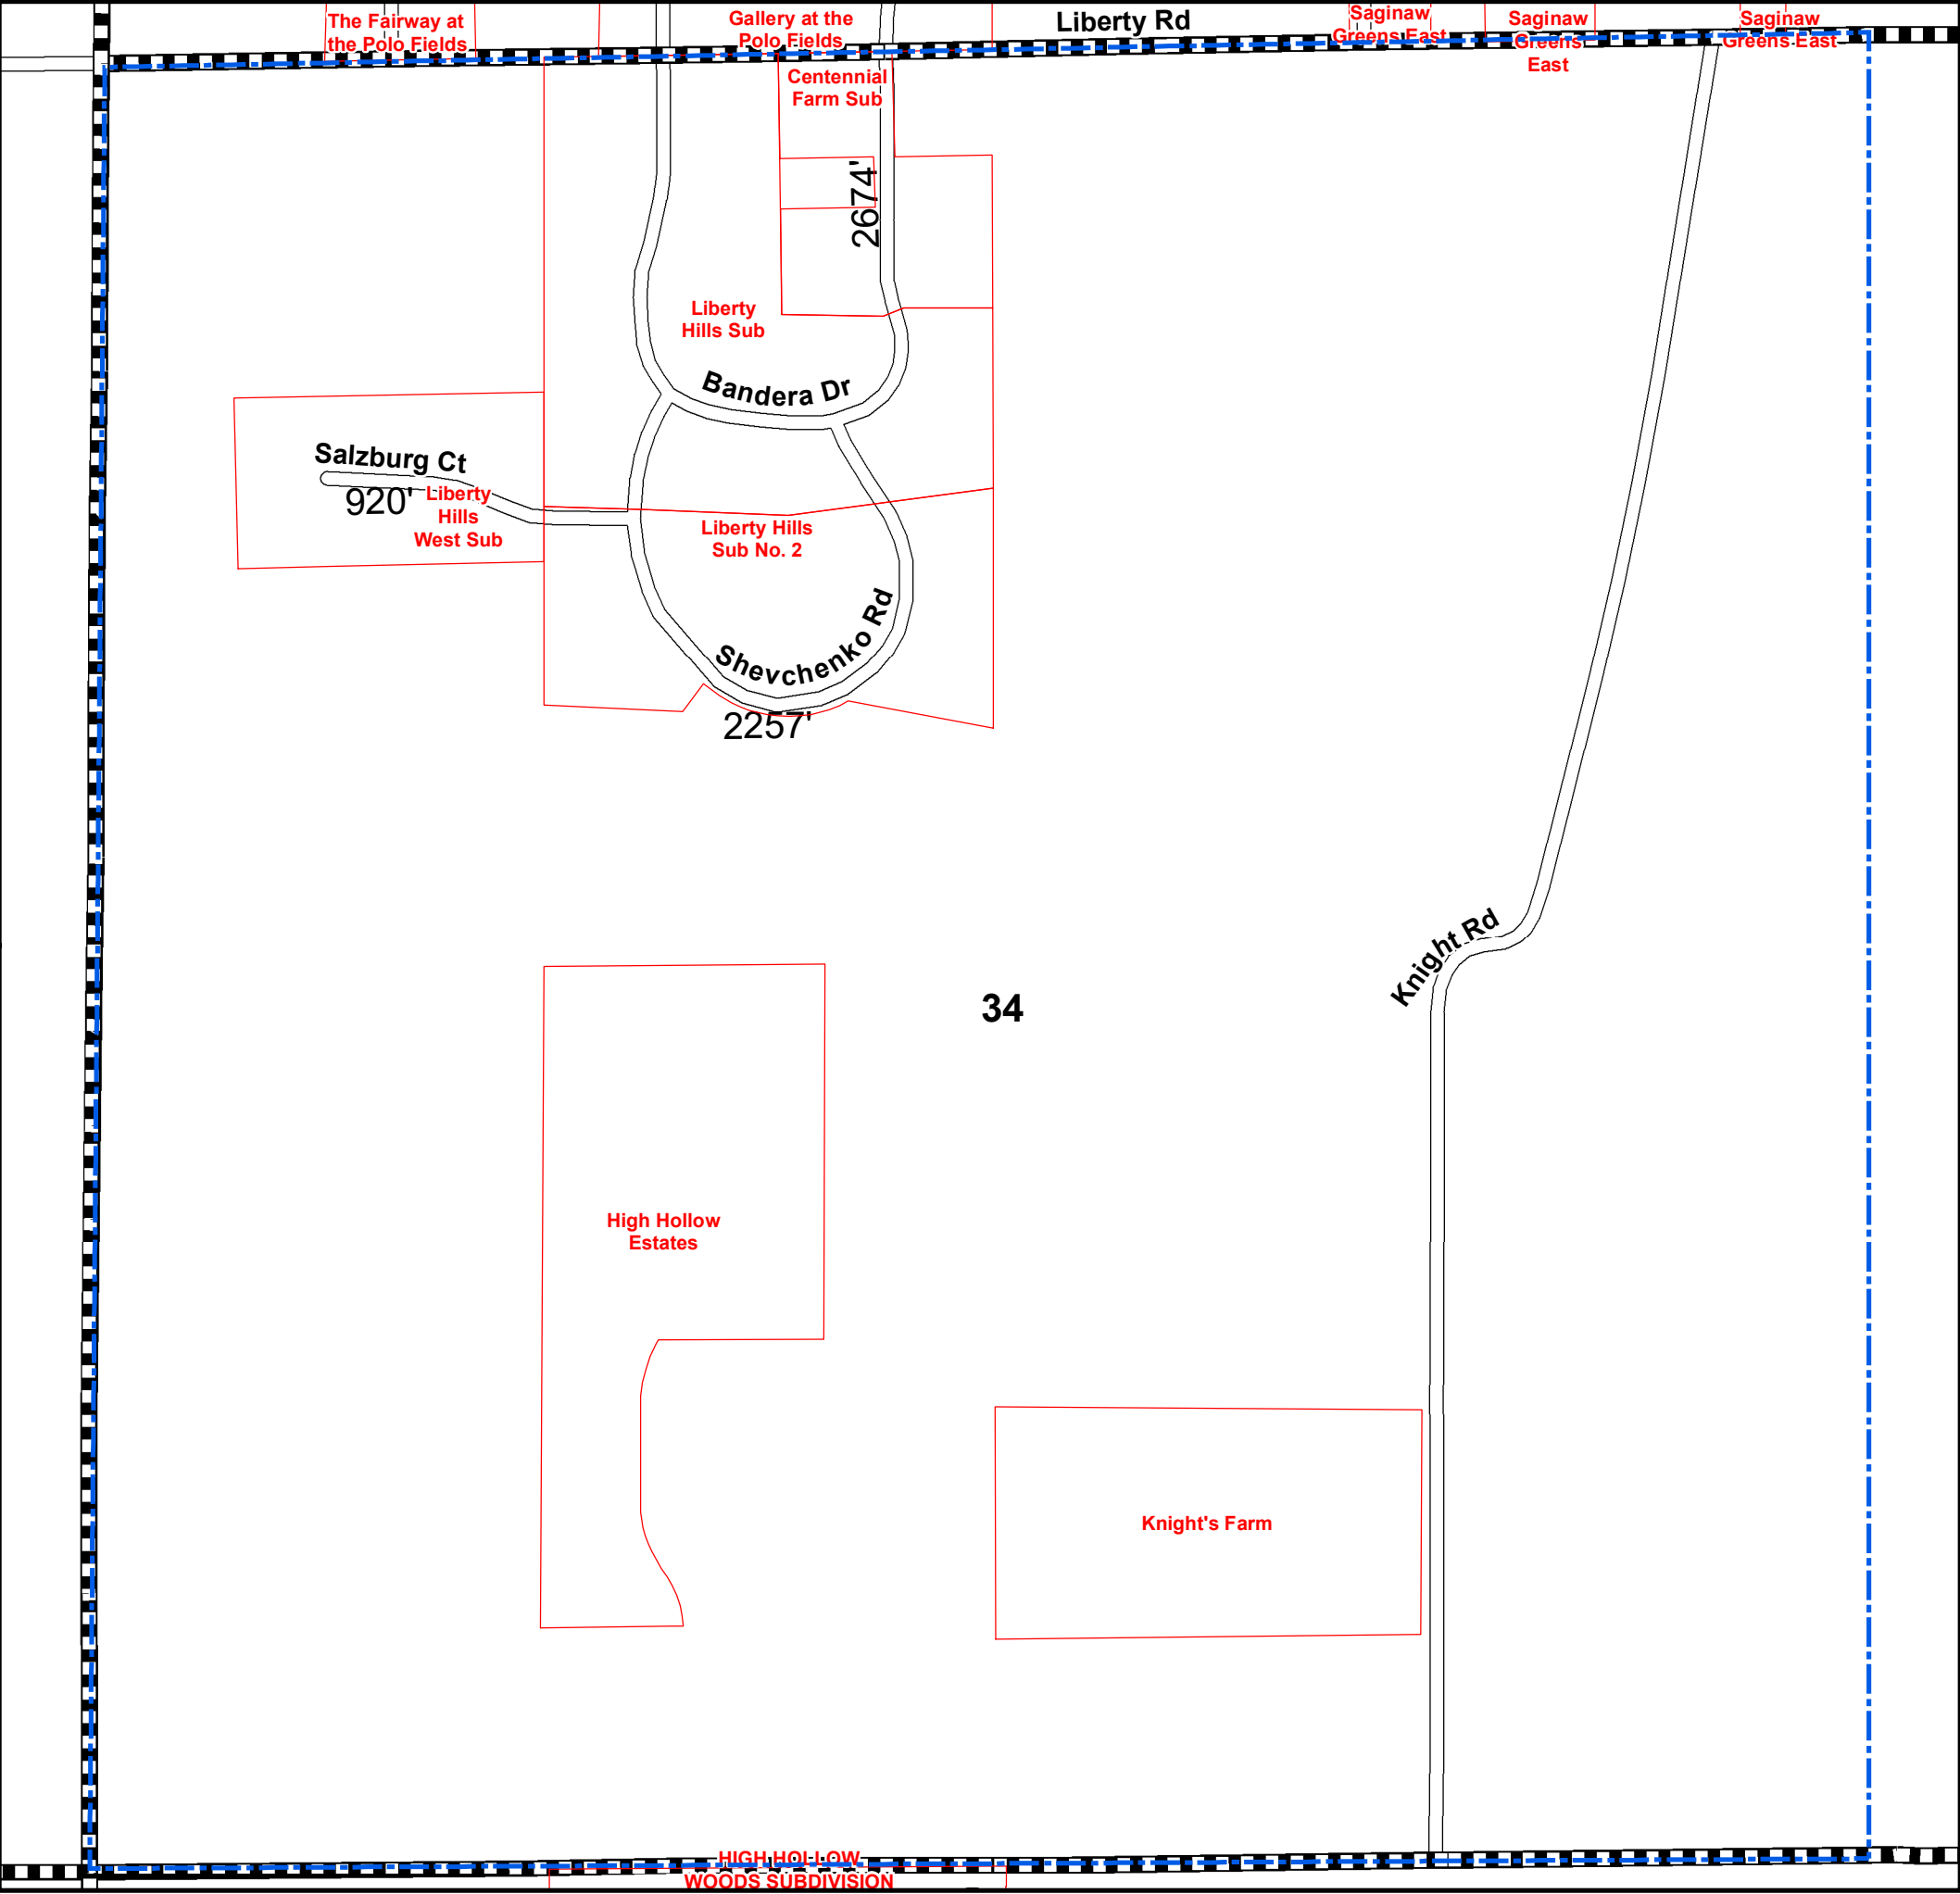 The Fairway at
the Polo Fields
Gallery at the
Polo Fields
Liberty Rd
Saginaw
Greens East
Saginaw
Greens
East
Saginaw
Greens East
Centennial
Farm Sub
2674'
Liberty
Hills Sub
Bandera Dr
Salzburg Ct
920'
Liberty
Hills
West Sub
Liberty Hills
Sub No. 2
Shevchenko Rd
2257'
Knight Rd
34
High Hollow
Estates
Knight's Farm
HIGH HOLLOW
WOODS SUBDIVISION